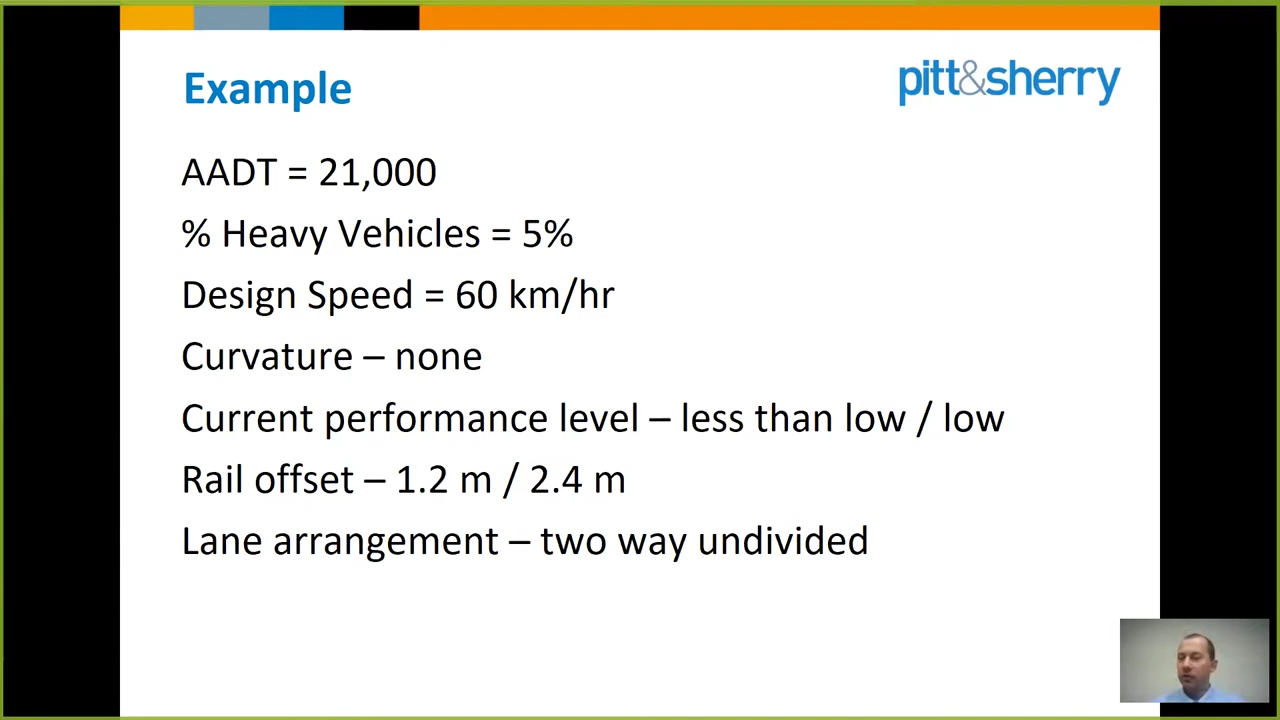 Example
pitt&sherry
AADT = 21,000
% Heavy Vehicles = 5%
Design Speed = 60 km/hr
Curvature – none
Current performance level – less than low / low
Rail offset – 1.2 m / 2.4 m
Lane arrangement – two way undivided